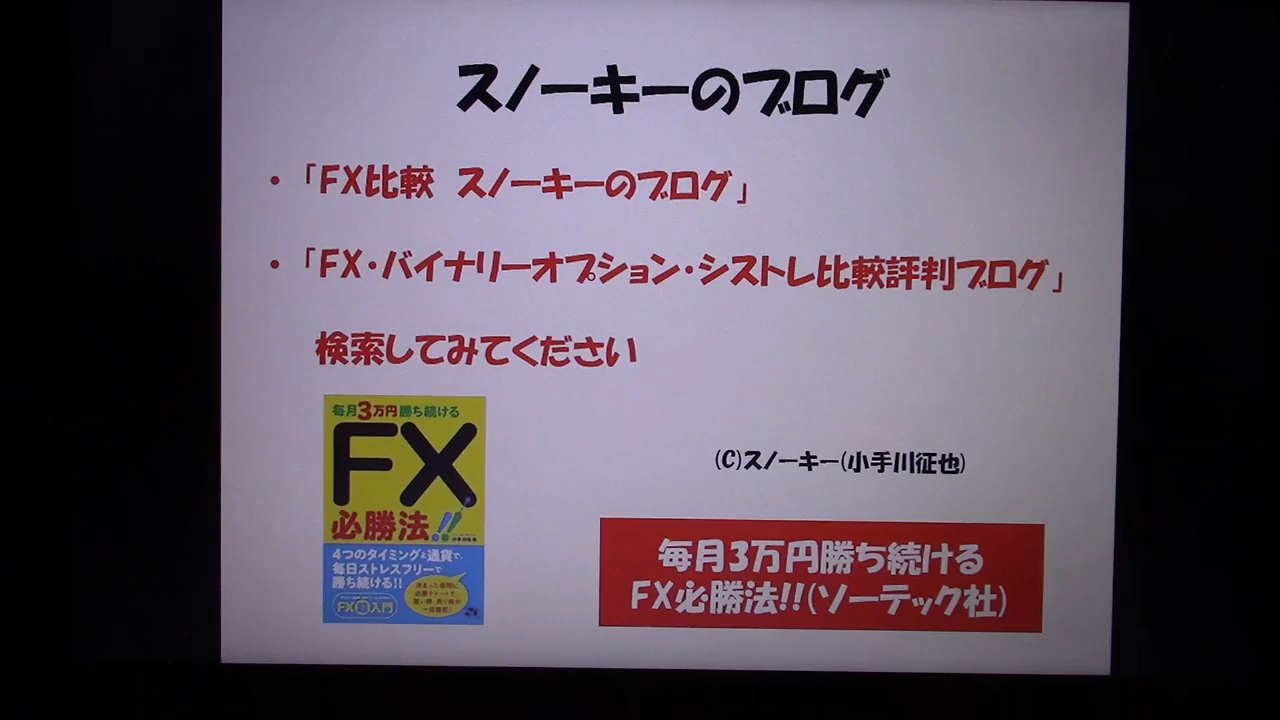 スノーキーのブログ
・「FX比較 スノーキーのブログ」
・「FX・バイナリーオプション・シストレ比較評判ブログ」
検索してみてください
毎月3万円勝ち続ける
FX
必勝法!!
4つのタイミングと通貨で、
毎日ストレスフリーで
勝ち続ける!!
FX超入門
(C)スノーキー(小手川征也)
毎月3万円勝ち続ける
FX必勝法!!(ソーテック社)